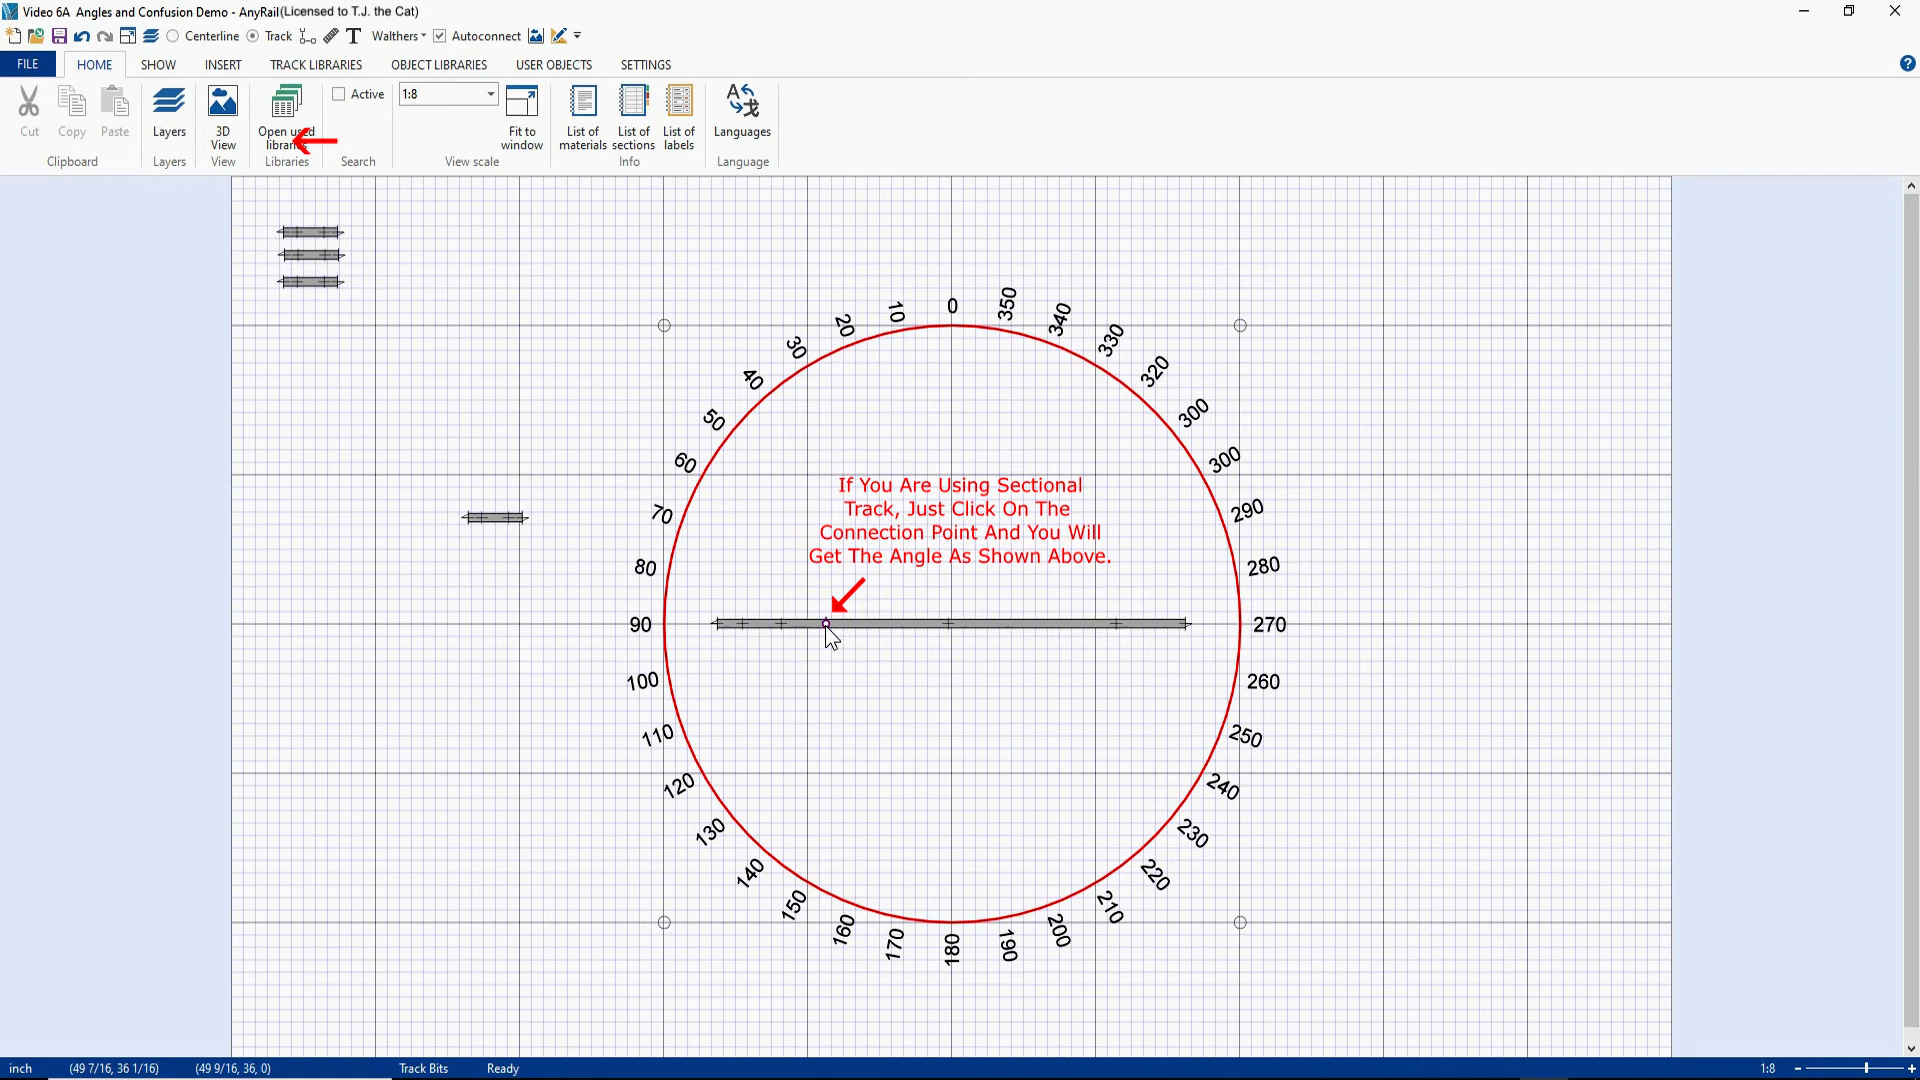 Video 6A Angles and Confusion Demo - AnyRail (Licensed to T.J. the Cat)
Centerline Track T Walthers Autoconnect
FILE HOME SHOW INSERT TRACK LIBRARIES OBJECT LIBRARIES USER OBJECTS SETTINGS ?
Active 1:8
Cut Copy Paste Layers 3D Open used Fit to List of List of List of Languages
View window materials sections labels
Clipboard Layers View Libraries Search View scale Info Language
0
10 350
20 340
30 330
40 320
50 300
60 300
If You Are Using Sectional
70 Track, Just Click On The 290
Connection Point And You Will
Get The Angle As Shown Above.
80 280
90 270
100 260
110 250
120 240
130 230
140 220
150 210
160 200
170 190
180
inch (49 7/16, 36 1/16) (49 9/16, 36, 0) Track Bits Ready 1:8